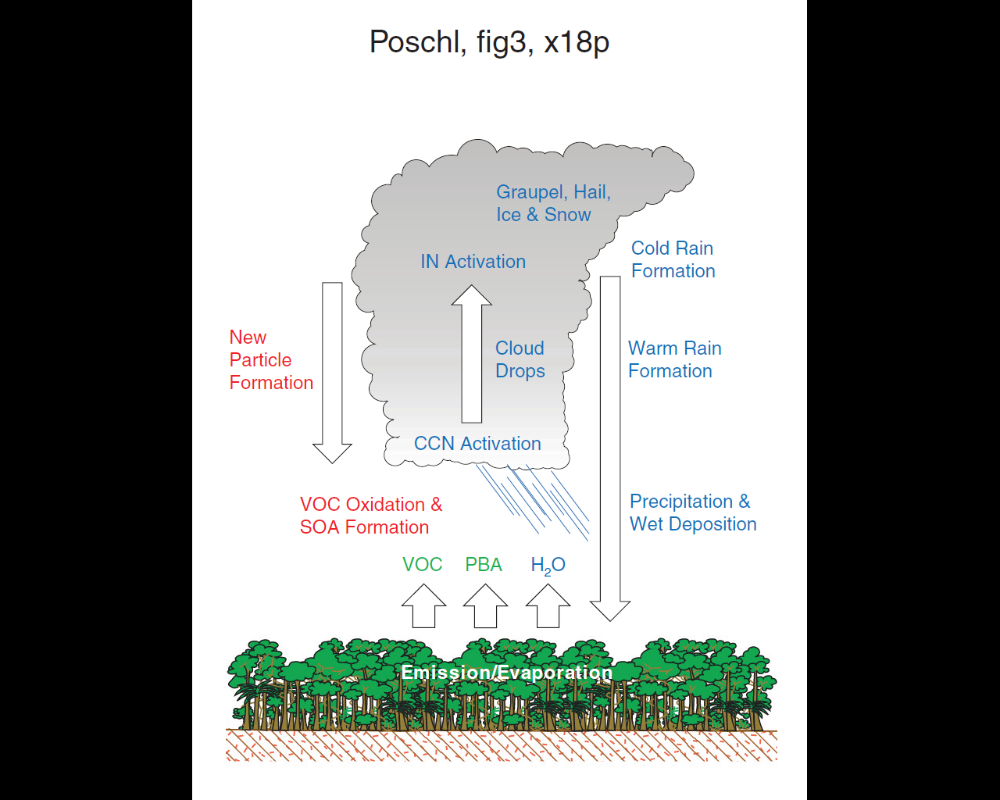 Poschl, fig3, x18p
Graupel, Hail,
Ice & Snow
IN Activation
Cold Rain
Formation
New
Particle
Formation
Cloud
Drops
Warm Rain
Formation
CCN Activation
VOC Oxidation &
SOA Formation
Precipitation &
Wet Deposition
VOC PBA H₂O
Emission/Evaporation